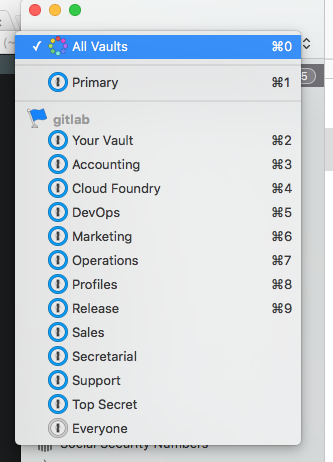 All Vaults ⌘0
5
Primary ⌘1
gitlab
Your Vault ⌘2
Accounting ⌘3
Cloud Foundry ⌘4
DevOps ⌘5
Marketing ⌘6
Operations ⌘7
Profiles ⌘8
Release ⌘9
Sales
Secretarial
Support
Top Secret
Everyone
Social Security Numbers